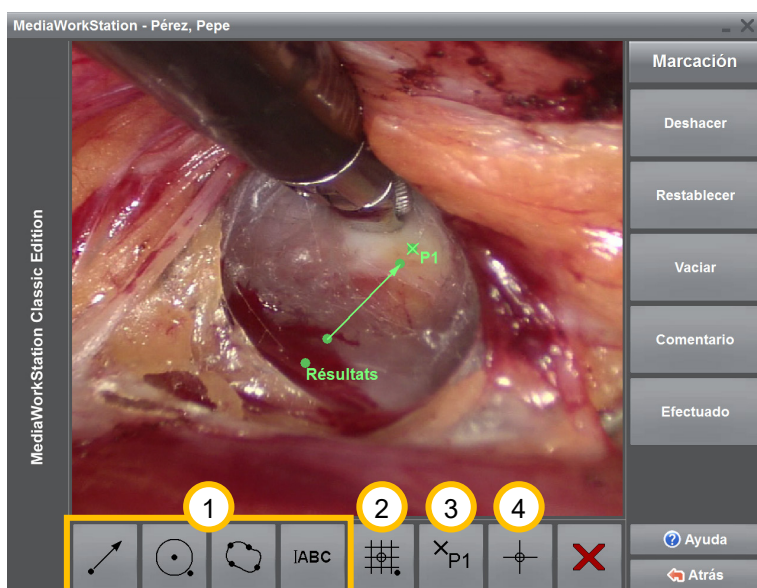 MediaWorkStation - Pérez, Pepe
MediaWorkStation Classic Edition
Marcación
Deshacer
Restablecer
Vaciar
Comentario
Efectuado
P1
Résultats
1
2
3
4
ABC
P1
Ayuda
Atrás